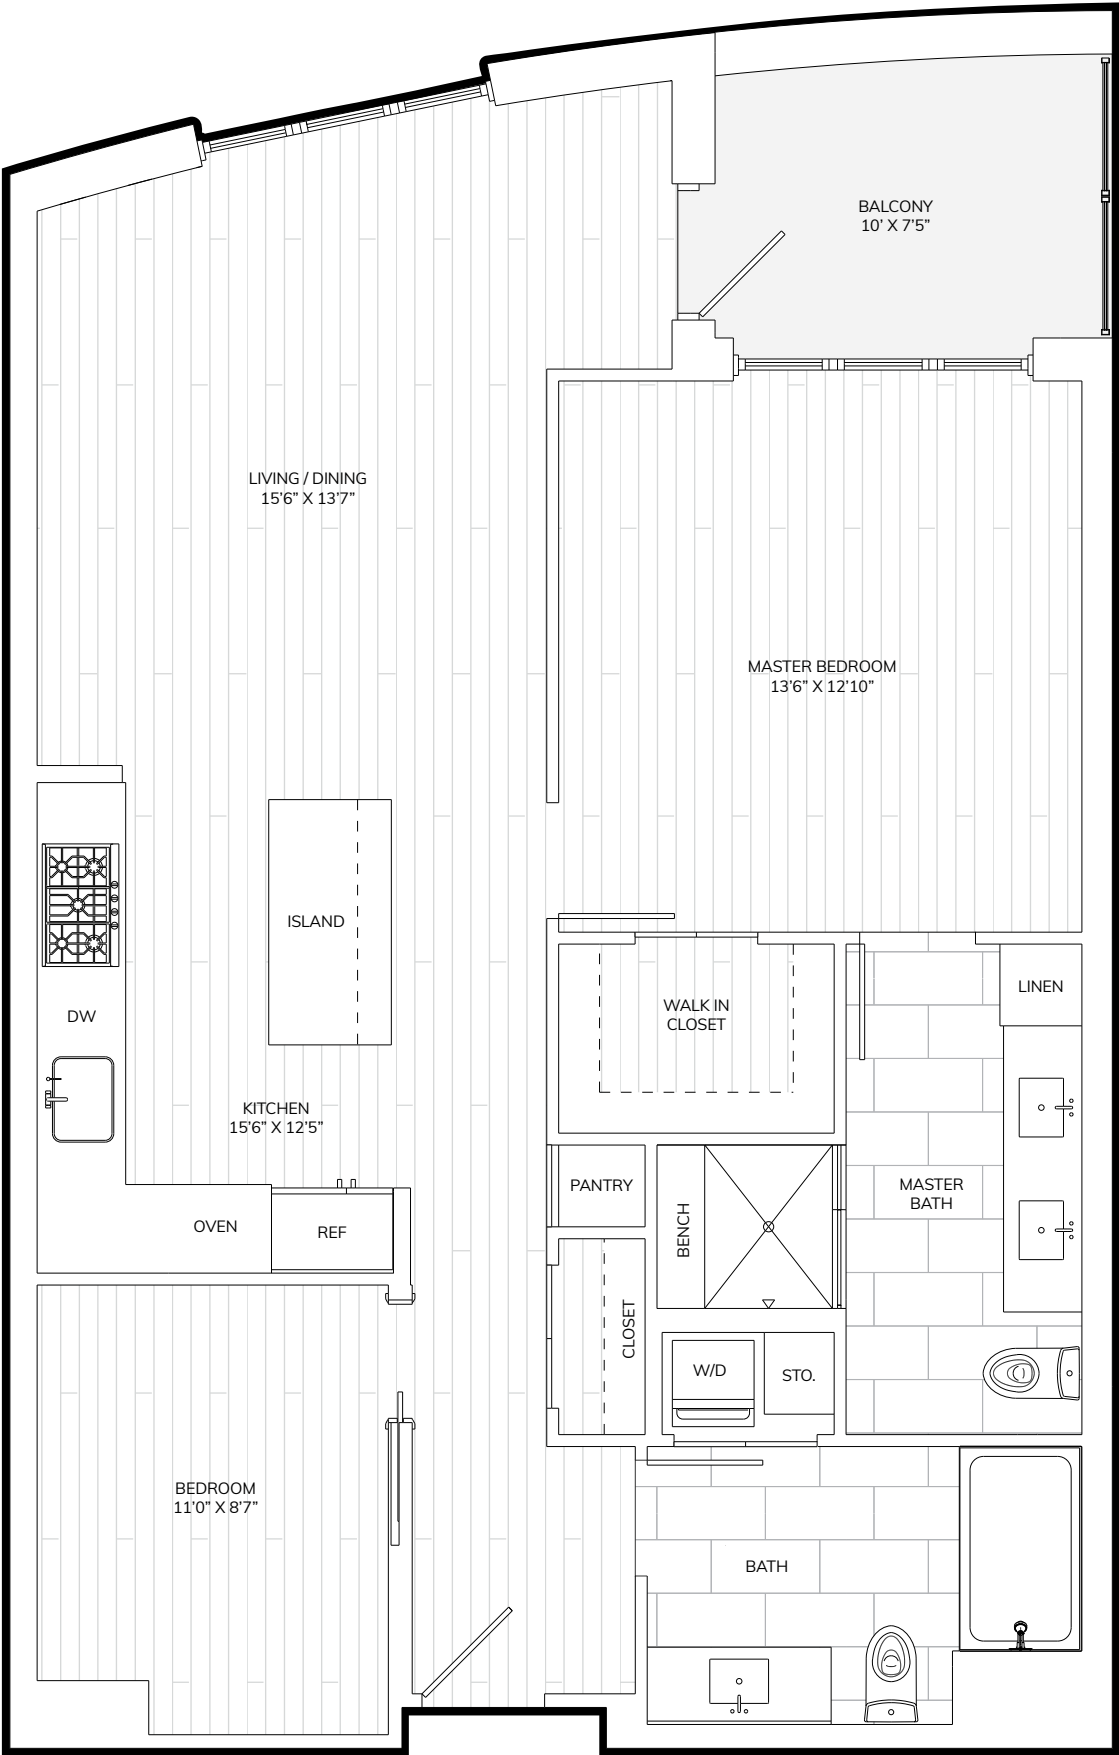 BALCONY
10’ X 7’5”
LIVING / DINING
15’6” X 13’7”
MASTER BEDROOM
13’6” X 12’10”
ISLAND
DW
WALK IN
CLOSET
LINEN
KITCHEN
15’6” X 12’5”
PANTRY
BENCH
MASTER
BATH
OVEN
REF
CLOSET
W/D
STO.
BEDROOM
11’0” X 8’7”
BATH